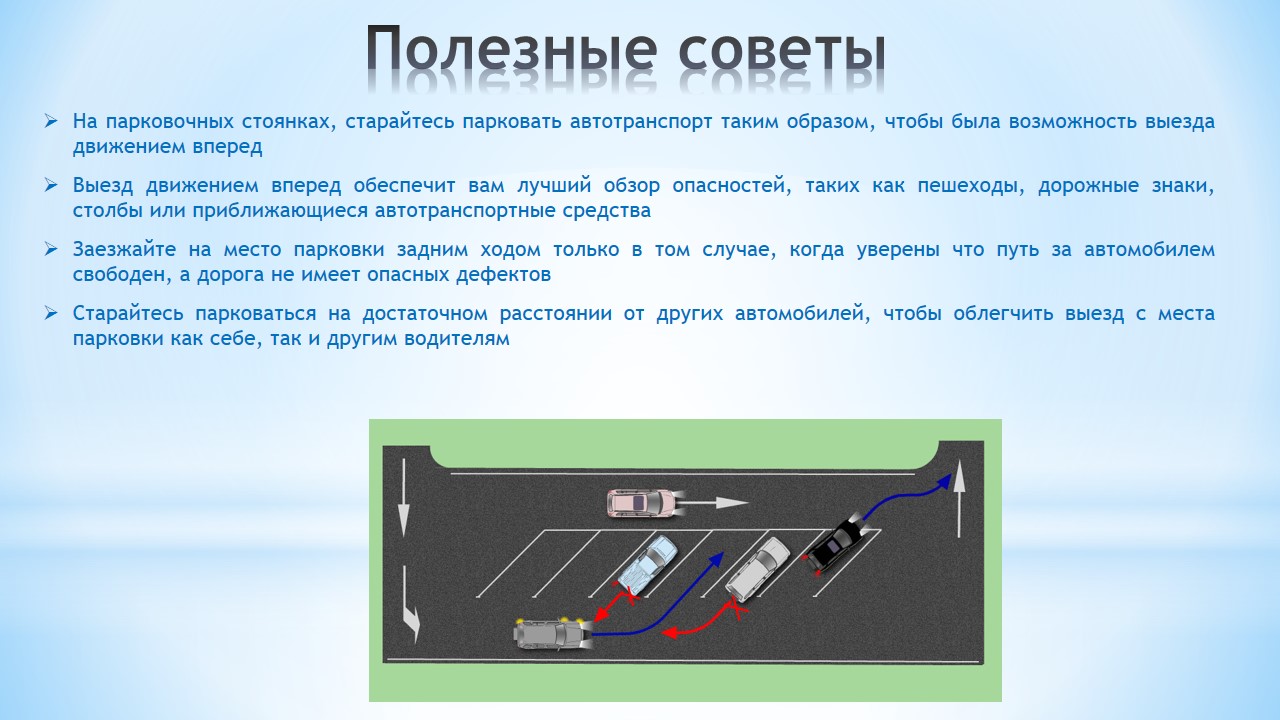 Полезные советы
На парковочных стоянках, старайтесь парковать автотранспорт таким образом, чтобы была возможность выезда
движением вперед
Выезд движением вперед обеспечит вам лучший обзор опасностей, таких как пешеходы, дорожные знаки,
столбы или приближающиеся автотранспортные средства
Заезжайте на место парковки задним ходом только в том случае, когда уверены что путь за автомобилем
свободен, а дорога не имеет опасных дефектов
Старайтесь парковаться на достаточном расстоянии от других автомобилей, чтобы облегчить выезд с места
парковки как себе, так и другим водителям